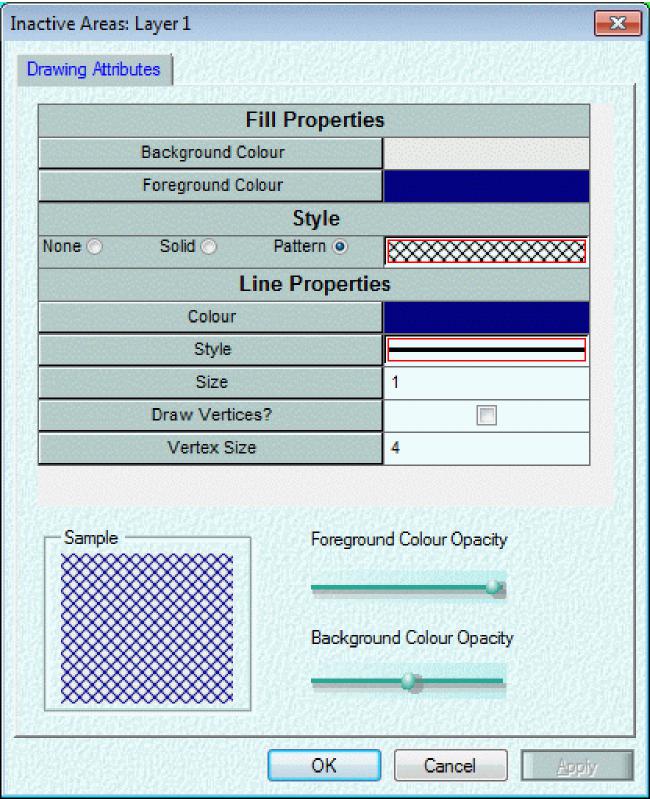 Inactive Areas: Layer 1
Drawing Attributes
Fill Properties
Background Colour
Foreground Colour
Style
None Solid Pattern
Line Properties
Colour
Style
Size 1
Draw Vertices?
Vertex Size 4
Sample
Foreground Colour Opacity
Background Colour Opacity
OK Cancel Apply